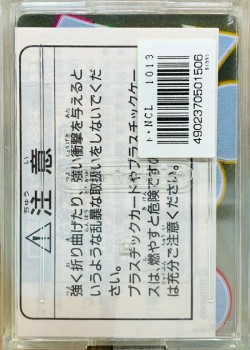 注意
強く折り曲げたり、強い衝撃を与えると
いうような乱暴な取扱いをしないでくだ
さい。
プラスチックカードやプラスチックケー
スは、燃やすと危険です
は充分ご注意ください。
ト・NCL 1013
4902370501506